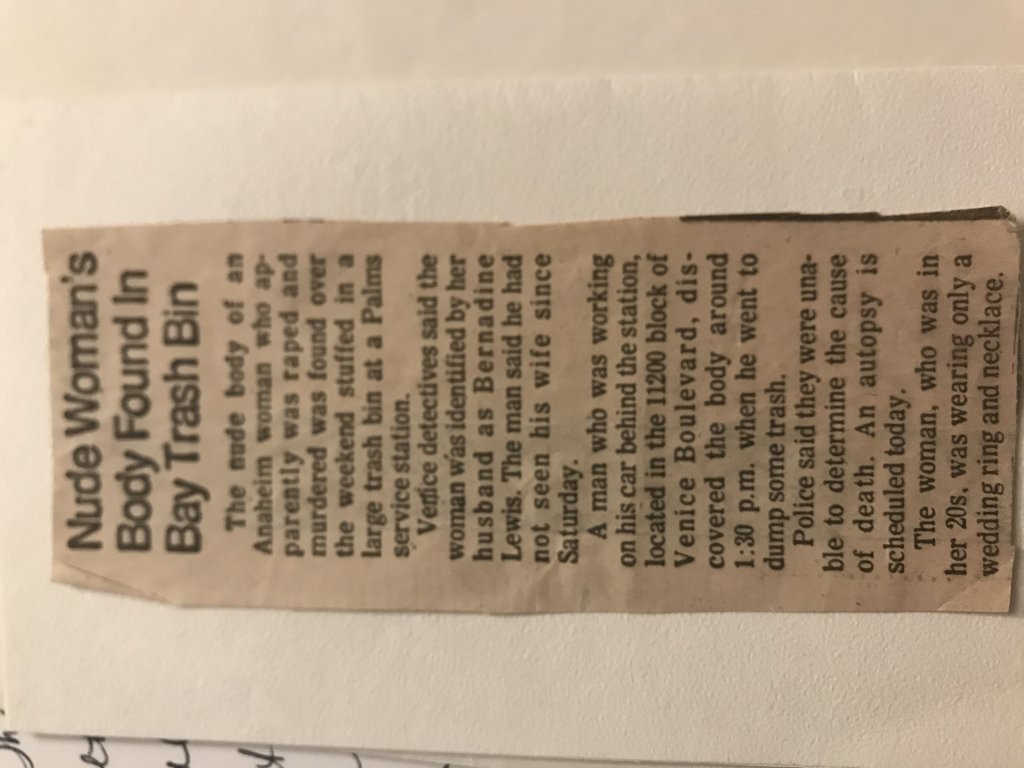 Nude Woman's
Body Found In
Bay Trash Bin
The nude body of an
Anaheim woman who ap-
parently was raped and
murdered was found over
the weekend stuffed in a
large trash bin at a Palms
service station.
Venice detectives said the
woman was identified by her
husband as Bernadine
Lewis. The man said he had
not seen his wife since
Saturday.
A man who was working
on his car behind the station,
located in the 11200 block of
Venice Boulevard, dis-
covered the body around
1:30 p.m. when he went to
dump some trash.
Police said they were una-
ble to determine the cause
of death. An autopsy is
scheduled today.
The woman, who was in
her 20s, was wearing only a
wedding ring and necklace.